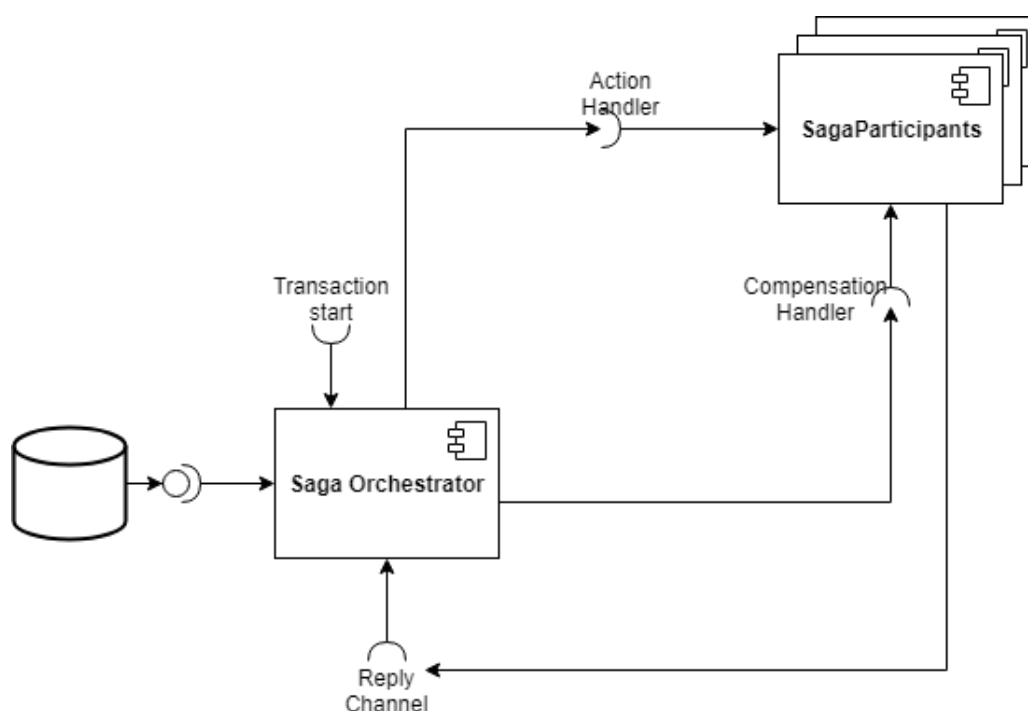 Action
Handler
SagaParticipants
Transaction
start
Compensation
Handler
Saga Orchestrator
Reply
Channel